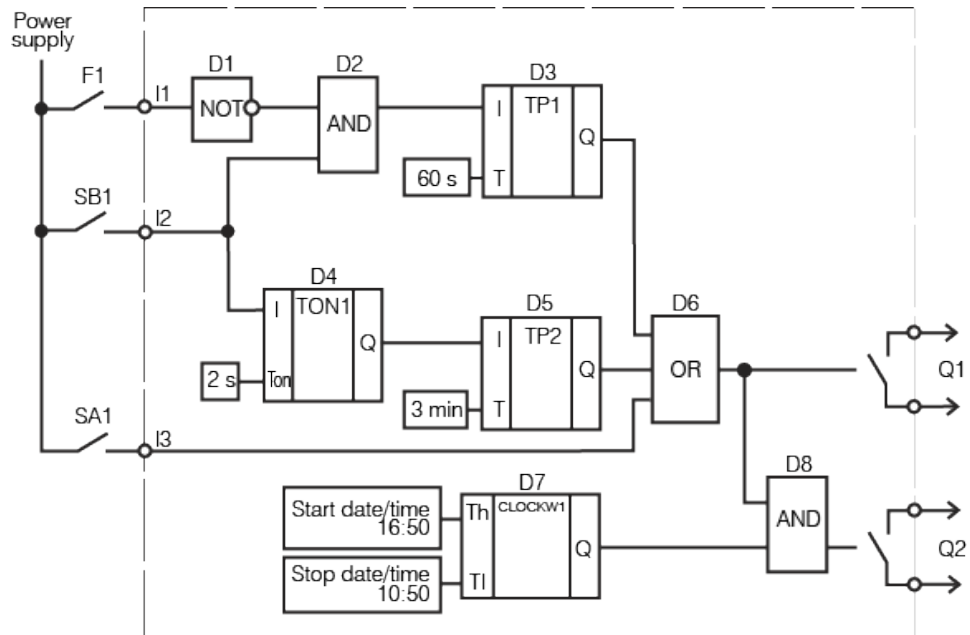 Power
supply
F1
I1
D1
NOT
D2
AND
D3
I
TP1
Q
60 s
T
SB1
I2
D4
I
TON1
Q
2 s
Ton
D5
I
TP2
Q
3 min
T
D6
OR
Q1
SA1
I3
D7
Start date/time
16:50
Th
CLOCKW1
Q
Stop date/time
10:50
Tl
D8
AND
Q2